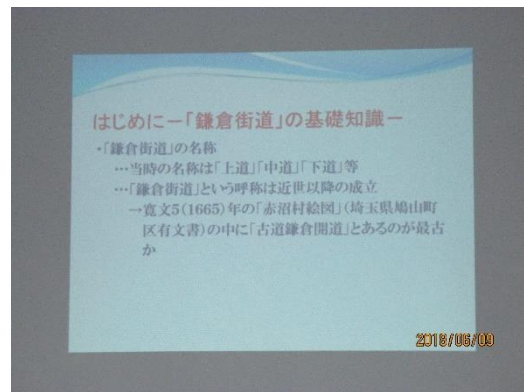 はじめに－「鎌倉街道」の基礎知識－
・「鎌倉街道」の名称
…当時の名称は「上道」「中道」「下道」等
…「鎌倉街道」という呼称は近世以降の成立
→寛文5(1665)年の「赤沼村絵図」(埼玉県鳩山町
区有文書)の中に「古道鎌倉開道」とあるのが最古
か
2018/06/09